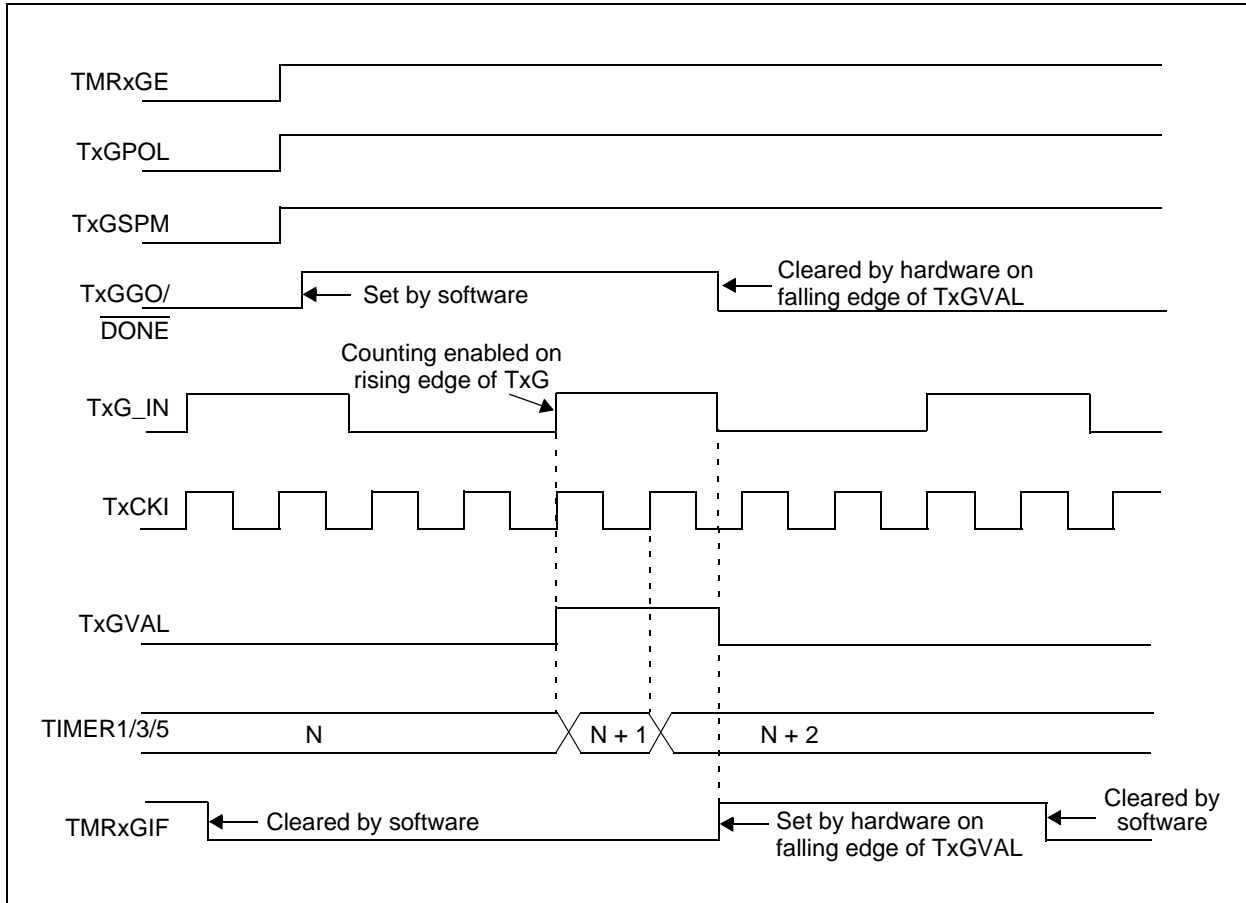 TMRxGE
TxGPOL
TxGSPM
TxGGO/
DONE
Set by software
Cleared by hardware on
falling edge of TxGVAL
Counting enabled on
rising edge of TxG
TxG_IN
TxCKI
TxGVAL
TIMER1/3/5
N
N + 1
N + 2
TMRxGIF
Cleared by software
Set by hardware on
falling edge of TxGVAL
Cleared by
software